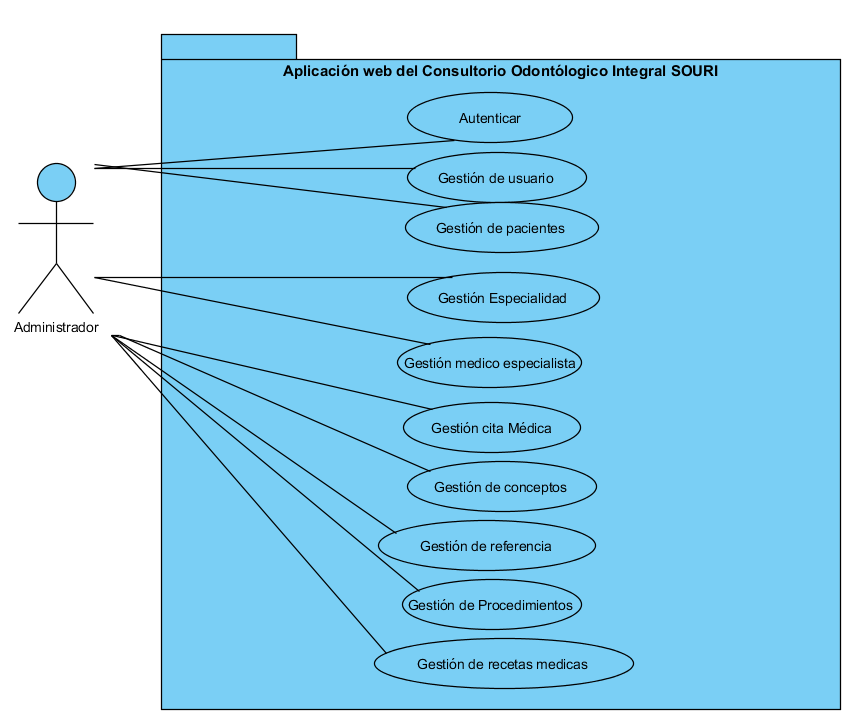 Aplicación web del Consultorio Odontólogico Integral SOURI
Autenticar
Gestión de usuario
Gestión de pacientes
Gestión Especialidad
Administrador
Gestión medico especialista
Gestión cita Médica
Gestión de conceptos
Gestión de referencia
Gestión de Procedimientos
Gestión de recetas medicas